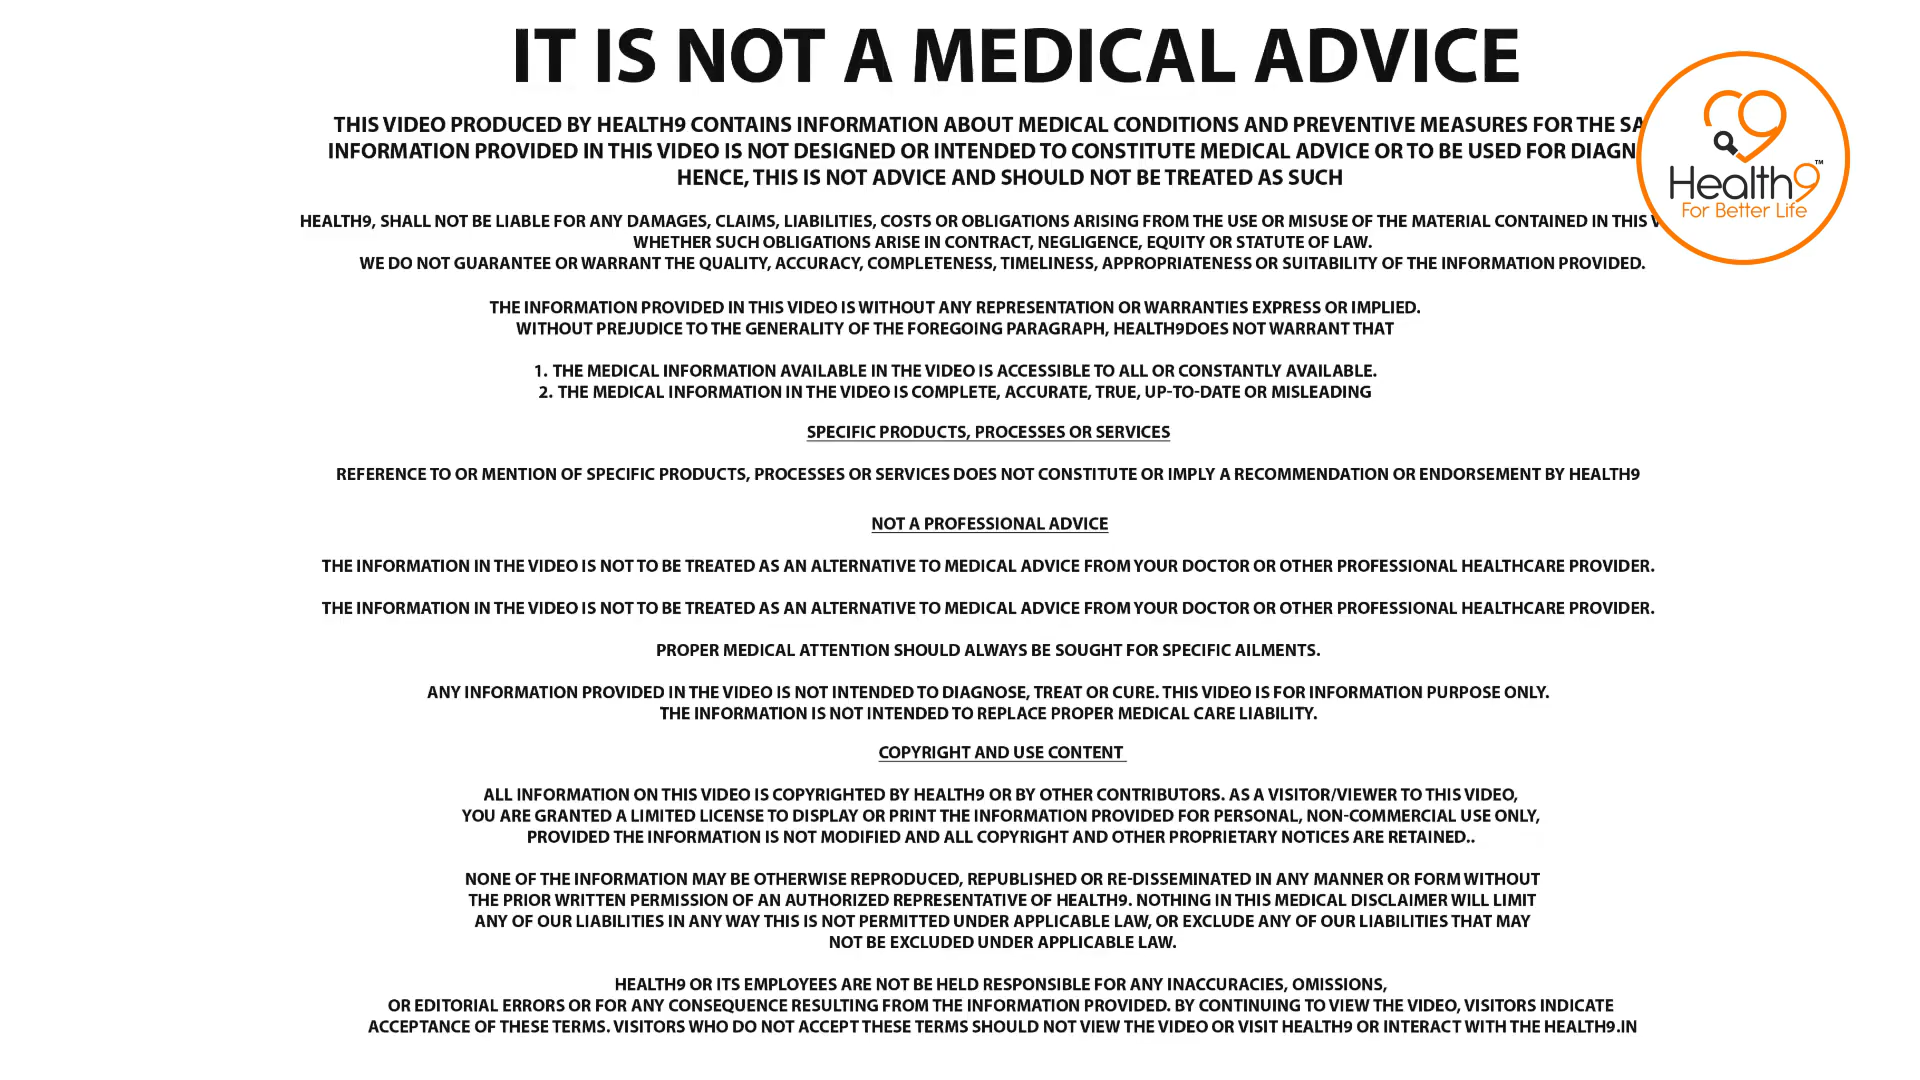 IT IS NOT A MEDICAL ADVICE
THIS VIDEO PRODUCED BY HEALTH9 CONTAINS INFORMATION ABOUT MEDICAL CONDITIONS AND PREVENTIVE MEASURES FOR THE
INFORMATION PROVIDED IN THIS VIDEO IS NOT DESIGNED OR INTENDED TO CONSTITUTE MEDICAL ADVICE OR TO BE USED FOR
HENCE, THIS IS NOT ADVICE AND SHOULD NOT BE TREATED AS SUCH
Health9™
For Better Life
HEALTH9, SHALL NOT BE LIABLE FOR ANY DAMAGES, CLAIMS, LIABILITIES, COSTS OR OBLIGATIONS ARISING FROM THE USE OR MISUSE OF THE MATERIAL CONTAINED IN THIS
WHETHER SUCH OBLIGATIONS ARISE IN CONTRACT, NEGLIGENCE, EQUITY OR STATUTE OF LAW.
WE DO NOT GUARANTEE OR WARRANT THE QUALITY, ACCURACY, COMPLETENESS, TIMELINESS, APPROPRIATENESS OR SUITABILITY OF THE INFORMATION PROVIDED.
THE INFORMATION PROVIDED IN THIS VIDEO IS WITHOUT ANY REPRESENTATION OR WARRANTIES EXPRESS OR IMPLIED.
WITHOUT PREJUDICE TO THE GENERALITY OF THE FOREGOING PARAGRAPH, HEALTH9DOES NOT WARRANT THAT
1. THE MEDICAL INFORMATION AVAILABLE IN THE VIDEO IS ACCESSIBLE TO ALL OR CONSTANTLY AVAILABLE.
2. THE MEDICAL INFORMATION IN THE VIDEO IS COMPLETE, ACCURATE, TRUE, UP-TO-DATE OR MISLEADING
SPECIFIC PRODUCTS, PROCESSES OR SERVICES
REFERENCE TO OR MENTION OF SPECIFIC PRODUCTS, PROCESSES OR SERVICES DOES NOT CONSTITUTE OR IMPLY A RECOMMENDATION OR ENDORSEMENT BY HEALTH9
NOT A PROFESSIONAL ADVICE
THE INFORMATION IN THE VIDEO IS NOT TO BE TREATED AS AN ALTERNATIVE TO MEDICAL ADVICE FROM YOUR DOCTOR OR OTHER PROFESSIONAL HEALTHCARE PROVIDER.
THE INFORMATION IN THE VIDEO IS NOT TO BE TREATED AS AN ALTERNATIVE TO MEDICAL ADVICE FROM YOUR DOCTOR OR OTHER PROFESSIONAL HEALTHCARE PROVIDER.
PROPER MEDICAL ATTENTION SHOULD ALWAYS BE SOUGHT FOR SPECIFIC AILMENTS.
ANY INFORMATION PROVIDED IN THE VIDEO IS NOT INTENDED TO DIAGNOSE, TREAT OR CURE. THIS VIDEO IS FOR INFORMATION PURPOSE ONLY.
THE INFORMATION IS NOT INTENDED TO REPLACE PROPER MEDICAL CARE LIABILITY.
COPYRIGHT AND USE CONTENT
ALL INFORMATION ON THIS VIDEO IS COPYRIGHTED BY HEALTH9 OR BY OTHER CONTRIBUTORS. AS A VISITOR/VIEWER TO THIS VIDEO,
YOU ARE GRANTED A LIMITED LICENSE TO DISPLAY OR PRINT THE INFORMATION PROVIDED FOR PERSONAL, NON-COMMERCIAL USE ONLY,
PROVIDED THE INFORMATION IS NOT MODIFIED AND ALL COPYRIGHT AND OTHER PROPRIETARY NOTICES ARE RETAINED..
NONE OF THE INFORMATION MAY BE OTHERWISE REPRODUCED, REPUBLISHED OR RE-DISSEMINATED IN ANY MANNER OR FORM WITHOUT
THE PRIOR WRITTEN PERMISSION OF AN AUTHORIZED REPRESENTATIVE OF HEALTH9. NOTHING IN THIS MEDICAL DISCLAIMER WILL LIMIT
ANY OF OUR LIABILITIES IN ANY WAY THIS IS NOT PERMITTED UNDER APPLICABLE LAW, OR EXCLUDE ANY OF OUR LIABILITIES THAT MAY
NOT BE EXCLUDED UNDER APPLICABLE LAW.
HEALTH9 OR ITS EMPLOYEES ARE NOT BE HELD RESPONSIBLE FOR ANY INACCURACIES, OMISSIONS,
OR EDITORIAL ERRORS OR FOR ANY CONSEQUENCE RESULTING FROM THE INFORMATION PROVIDED. BY CONTINUING TO VIEW THE VIDEO, VISITORS INDICATE
ACCEPTANCE OF THESE TERMS. VISITORS WHO DO NOT ACCEPT THESE TERMS SHOULD NOT VIEW THE VIDEO OR VISIT HEALTH9 OR INTERACT WITH THE HEALTH9.IN